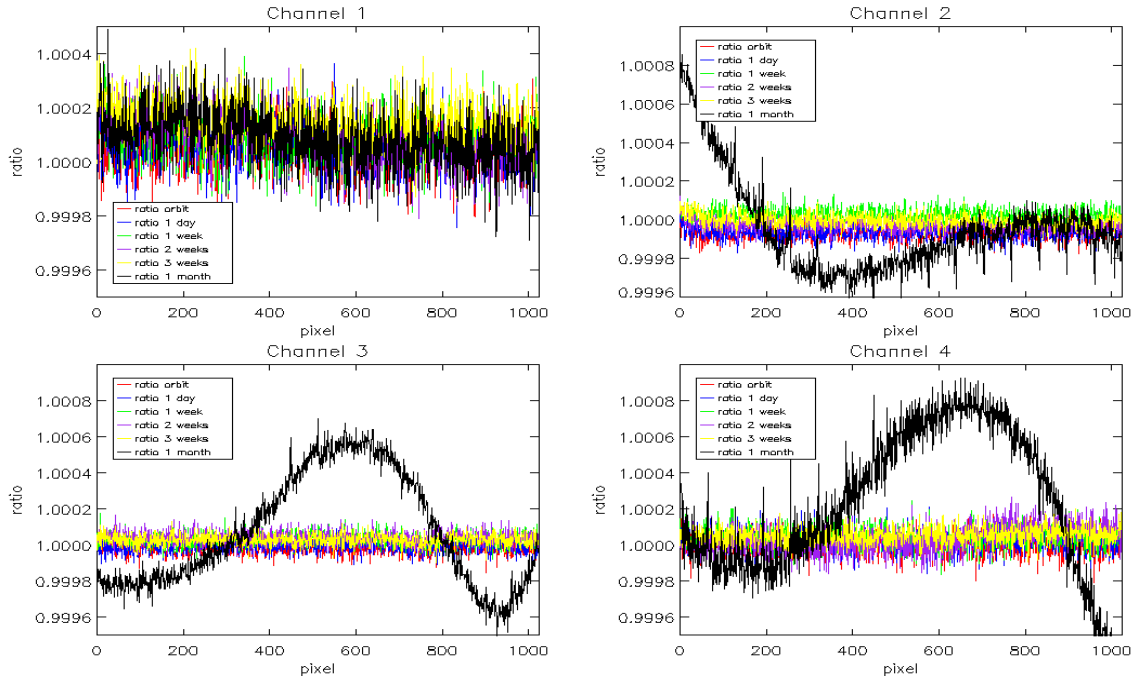 Channel 1
1.0004
1.0002
1.0000
0.9998
0.9996
ratio
ratio orbit
ratio 1 day
ratio 1 week
ratio 2 weeks
ratio 3 weeks
ratio 1 month
0 200 400 600 800 1000
pixel
Channel 2
1.0008
1.0006
1.0004
1.0002
1.0000
0.9998
0.9996
ratio
ratio orbit
ratio 1 day
ratio 1 week
ratio 2 weeks
ratio 3 weeks
ratio 1 month
0 200 400 600 800 1000
pixel
Channel 3
1.0008
1.0006
1.0004
1.0002
1.0000
0.9998
0.9996
ratio
ratio orbit
ratio 1 day
ratio 1 week
ratio 2 weeks
ratio 3 weeks
ratio 1 month
0 200 400 600 800 1000
pixel
Channel 4
1.0008
1.0006
1.0004
1.0002
1.0000
0.9998
0.9996
ratio
ratio orbit
ratio 1 day
ratio 1 week
ratio 2 weeks
ratio 3 weeks
ratio 1 month
0 200 400 600 800 1000
pixel